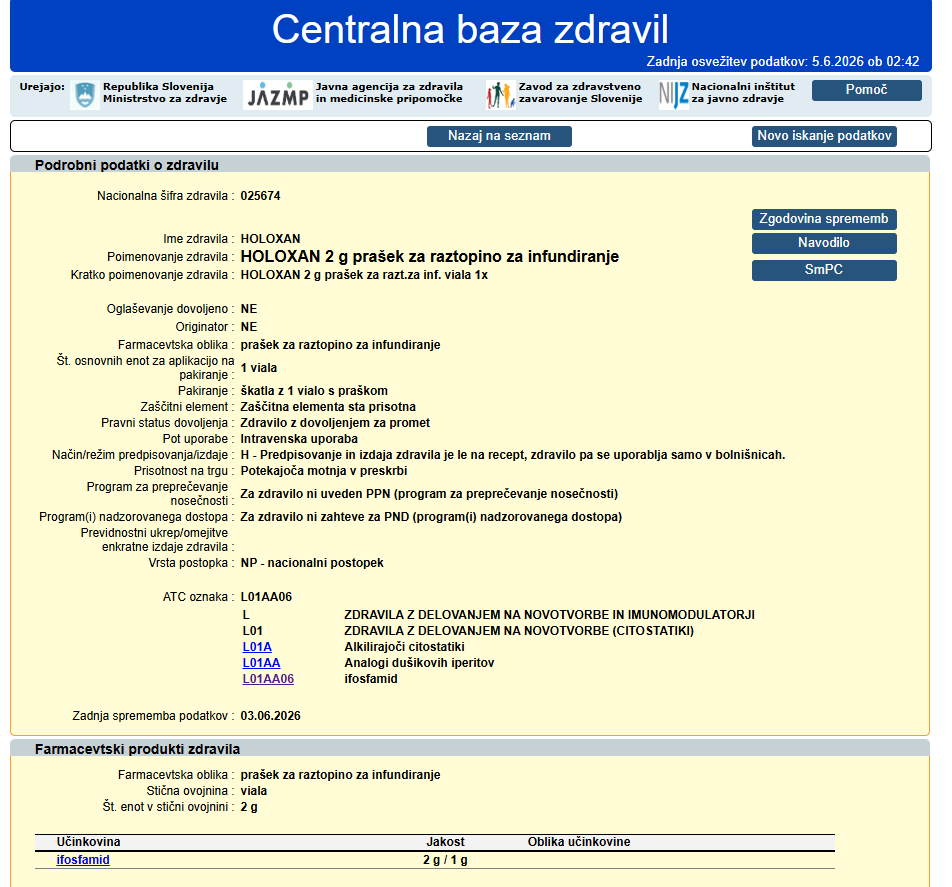 Centralna baza zdravil
Zadnja osvežitev podatkov: 5.6.2026 ob 02:42
Urejajo:
Republika Slovenija
Ministrstvo za zdravje
JAZMP
Javna agencija za zdravila
in medicinske pripomočke
Zavod za zdravstveno
zavarovanje Slovenije
NIJZ
Nacionalni inštitut
za javno zdravje
Pomoč
Nazaj na seznam
Novo iskanje podatkov
Podrobni podatki o zdravilu
Nacionalna šifra zdravila : 025674
Zgodovina sprememb
Navodilo
SmPC
Ime zdravila : HOLOXAN
Poimenovanje zdravila : HOLOXAN 2 g prašek za raztopino za infundiranje
Kratko poimenovanje zdravila : HOLOXAN 2 g prašek za razt.za inf. viala 1x
Oglaševanje dovoljeno : NE
Originator : NE
Farmacevtska oblika : prašek za raztopino za infundiranje
Št. osnovnih enot za aplikacijo na
pakiranje : 1 viala
Pakiranje : škatla z 1 vialo s praškom
Zaščitni element : Zaščitna elementa sta prisotna
Pravni status dovoljenja : Zdravilo z dovoljenjem za promet
Pot uporabe : Intravenska uporaba
Način/režim predpisovanja/izdaje : H - Predpisovanje in izdaja zdravila je le na recept, zdravilo pa se uporablja samo v bolnišnicah.
Prisotnost na trgu : Potekajoča motnja v preskrbi
Program za preprečevanje
nosečnosti : Za zdravilo ni uveden PPN (program za preprečevanje nosečnosti)
Program(i) nadzorovanega dostopa : Za zdravilo ni zahteve za PND (program(i) nadzorovanega dostopa)
Previdnostni ukrep/omejitve
enkratne izdaje zdravila :
Vrsta postopka : NP - nacionalni postopek
ATC oznaka : L01AA06
L ZDRAVILA Z DELOVANJEM NA NOVOTVORBE IN IMUNOMODULATORJI
L01 ZDRAVILA Z DELOVANJEM NA NOVOTVORBE (CITOSTATIKI)
L01A Alkilirajoči citostatiki
L01AA Analogi dušikovih iperitov
L01AA06 ifosfamid
Zadnja sprememba podatkov : 03.06.2026
Farmacevtski produkti zdravila
Farmacevtska oblika : prašek za raztopino za infundiranje
Stična ovojnina : viala
Št. enot v stični ovojnini : 2 g
Učinkovina Jakost Oblika učinkovine
ifosfamid 2 g / 1 g